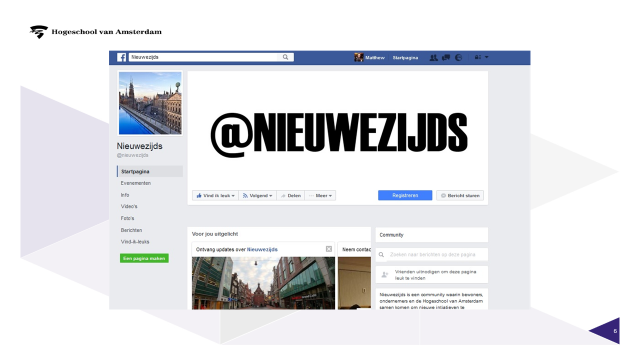 Hogeschool van Amsterdam
Nieuwezijds
Matthew Startpagina
@NIEUWEZIJDS
Nieuwezijds
@nieuwezijds
Startpagina
Evenementen
Info
Video's
Foto's
Berichten
Vind-ik-leuks
Een pagina maken
Vind ik leuk Volgend Delen Meer
Registreren Bericht sturen
Voor jou uitgelicht
Ontvang updates over Nieuwezijds
Neem contac
Community
Zoeken naar berichten op deze pagina
Vrienden uitnodigen om deze pagina
leuk te vinden
Nieuwezijds is een community waarin bewoners,
ondernemers en de Hogeschool van Amsterdam
samen komen om nieuwe initiatieven te